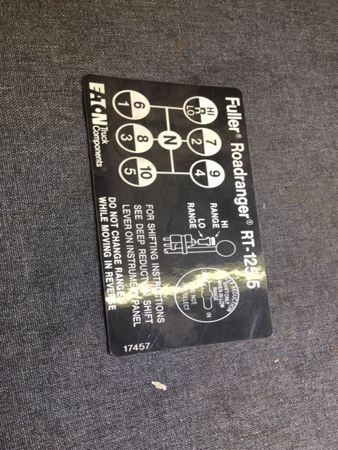 Fuller® Roadranger® RT-12515
HI
R
LO
7
2
9
4
N
6
1
8
3
10
5
HI
RANGE
LO
RANGE
IN
FOR SHIFTING INSTRUCTIONS
SEE DEEP REDUCTION SHIFT
LEVER ON INSTRUMENT PANEL
DO NOT CHANGE RANGE
WHILE MOVING IN REVERSE
EATON Truck
Components
17457